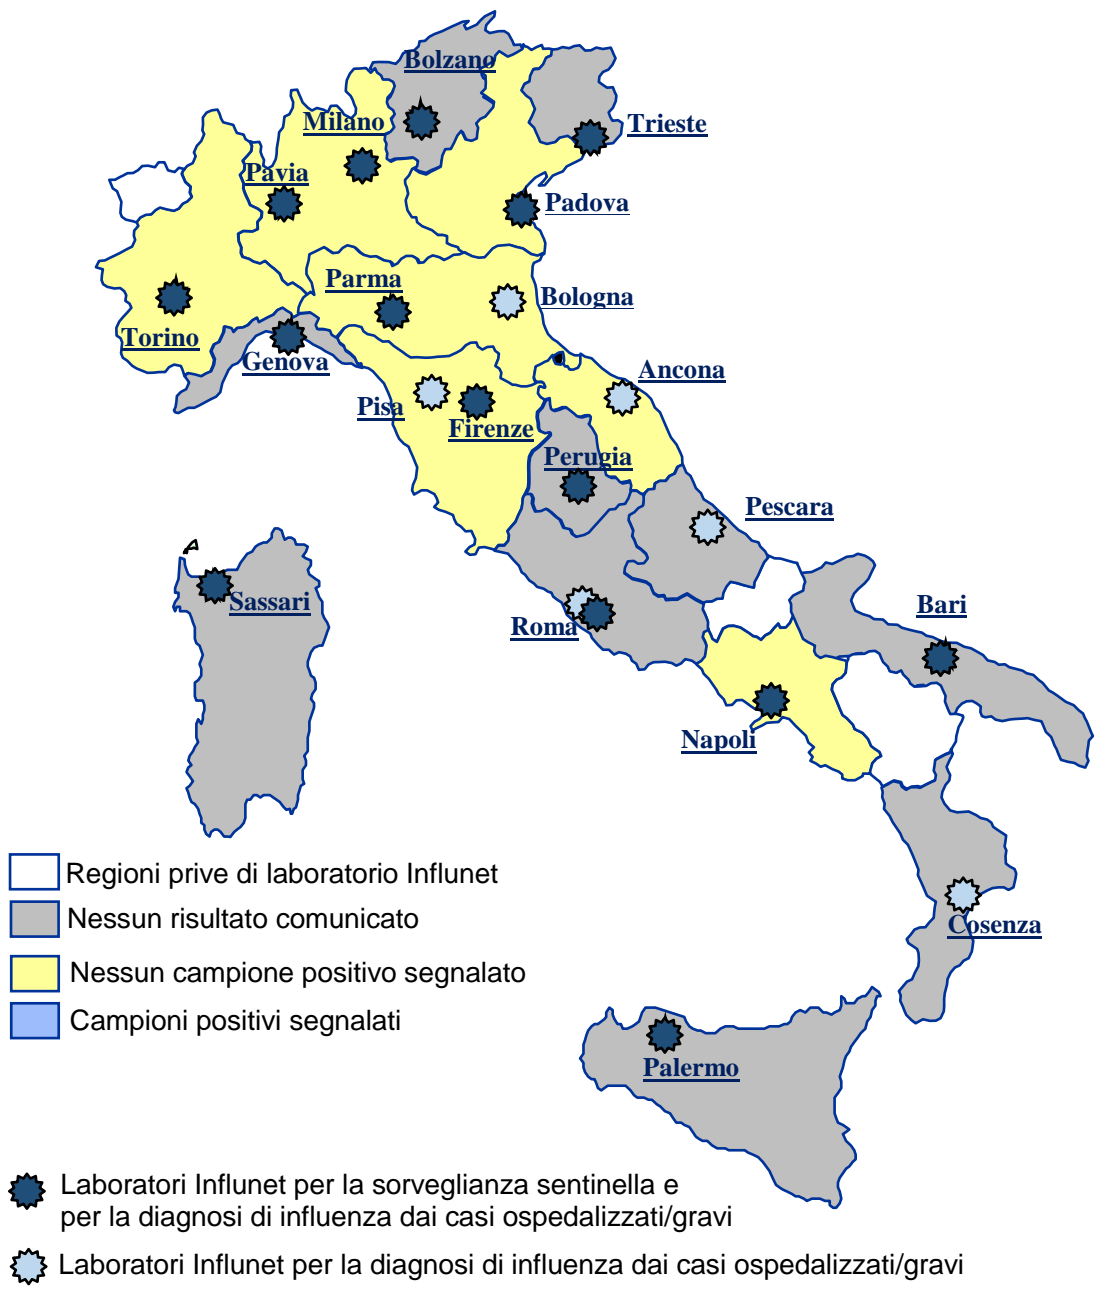 Bolzano
Milano
Trieste
Pavia
Padova
Parma
Bologna
Torino
Genova
Ancona
Pisa
Firenze
Perugia
Pescara
Sassari
Roma
Bari
Napoli
Regioni prive di laboratorio Influnet
Nessun risultato comunicato
Cosenza
Nessun campione positivo segnalato
Campioni positivi segnalati
Palermo
Laboratori Influnet per la sorveglianza sentinella e
per la diagnosi di influenza dai casi ospedalizzati/gravi
Laboratori Influnet per la diagnosi di influenza dai casi ospedalizzati/gravi